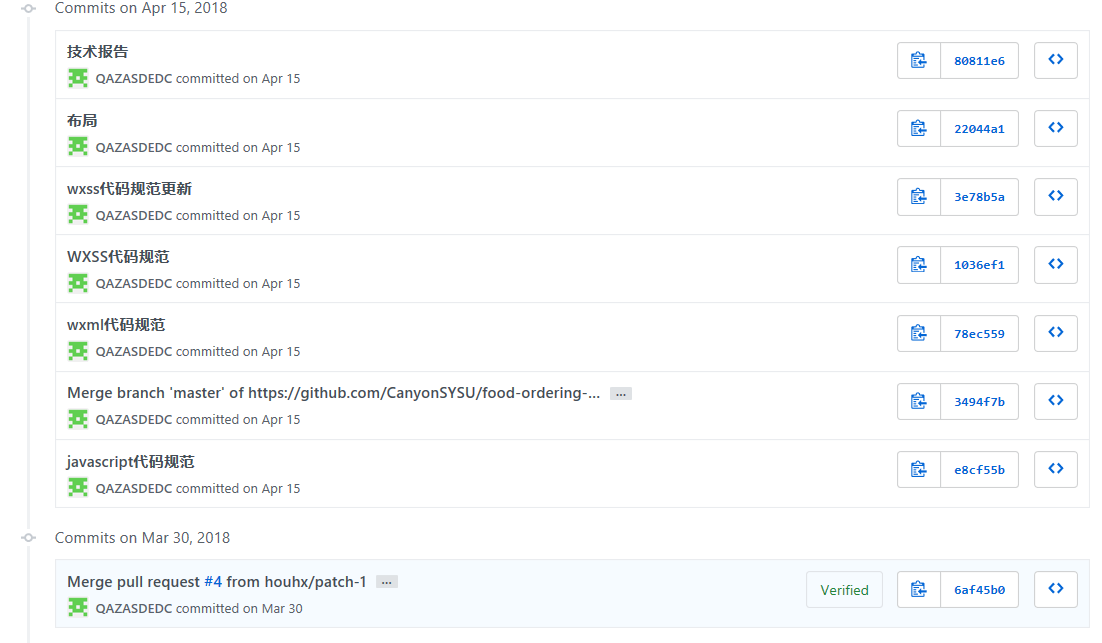 Commits on Apr 15, 2018
技术报告
80811e6
QAZASDEDC committed on Apr 15
布局
22044a1
QAZASDEDC committed on Apr 15
wxss代码规范更新
3e78b5a
QAZASDEDC committed on Apr 15
WXSS代码规范
1036ef1
QAZASDEDC committed on Apr 15
wxml代码规范
78ec559
QAZASDEDC committed on Apr 15
Merge branch 'master' of https://github.com/CanyonSYSU/food-ordering-... ...
3494f7b
QAZASDEDC committed on Apr 15
javascript代码规范
e8cf55b
QAZASDEDC committed on Apr 15
Commits on Mar 30, 2018
Merge pull request #4 from houhx/patch-1 ...
Verified
6af45b0
QAZASDEDC committed on Mar 30